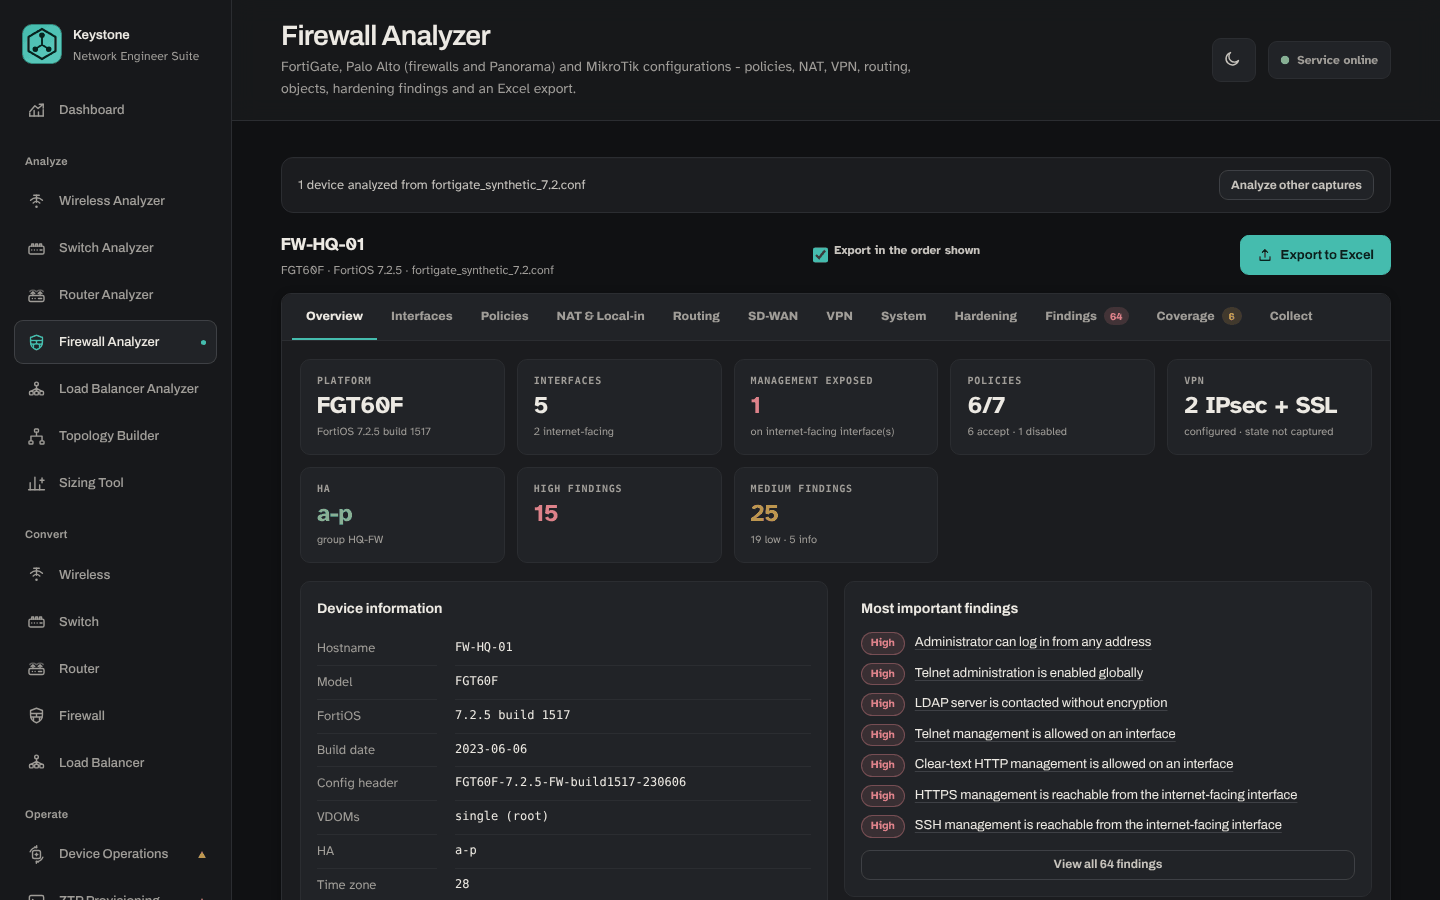 Keystone
Network Engineer Suite
Dashboard
Analyze
Wireless Analyzer
Switch Analyzer
Router Analyzer
Firewall Analyzer
Load Balancer Analyzer
Topology Builder
Sizing Tool
Convert
Wireless
Switch
Router
Firewall
Load Balancer
Operate
Device Operations
ZTP Provisioning
Firewall Analyzer
FortiGate, Palo Alto (firewalls and Panorama) and MikroTik configurations - policies, NAT, VPN, routing,
objects, hardening findings and an Excel export.
Service online
1 device analyzed from fortigate_synthetic_7.2.conf
Analyze other captures
FW-HQ-01
FGT60F · FortiOS 7.2.5 · fortigate_synthetic_7.2.conf
Export in the order shown
Export to Excel
Overview Interfaces Policies NAT & Local-in Routing SD-WAN VPN System Hardening Findings 64 Coverage 6 Collect
PLATFORM
FGT60F
FortiOS 7.2.5 build 1517
INTERFACES
5
2 internet-facing
MANAGEMENT EXPOSED
1
on internet-facing interface(s)
POLICIES
6/7
6 accept · 1 disabled
VPN
2 IPsec + SSL
configured · state not captured
HA
a-p
group HQ-FW
HIGH FINDINGS
15
MEDIUM FINDINGS
25
19 low · 5 info
Device information
Hostname FW-HQ-01
Model FGT60F
FortiOS 7.2.5 build 1517
Build date 2023-06-06
Config header FGT60F-7.2.5-FW-build1517-230606
VDOMs single (root)
HA a-p
Time zone 28
Most important findings
High Administrator can log in from any address
High Telnet administration is enabled globally
High LDAP server is contacted without encryption
High Telnet management is allowed on an interface
High Clear-text HTTP management is allowed on an interface
High HTTPS management is reachable from the internet-facing interface
High SSH management is reachable from the internet-facing interface
View all 64 findings